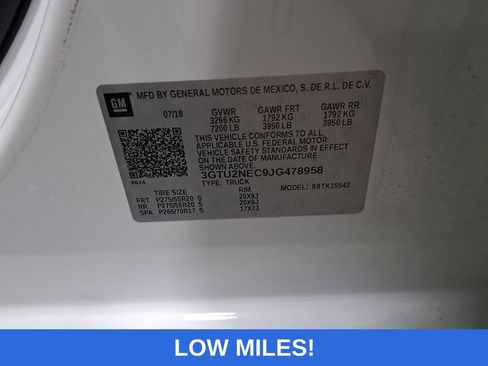 MFD BY GENERAL MOTORS DE MEXICO, S. DE R.L. DE C.V.
GM
07/18 GVWR GAWR FRT GAWR RR
3266 KG 1792 KG 1792 KG
7200 LB 3950 LB 3950 LB
THIS VEHICLE CONFORMS TO ALL
APPLICABLE U.S. FEDERAL MOTOR
VEHICLE SAFETY STANDARDS IN
EFFECT ON THE DATE OF MANUFACTURE
SHOWN ABOVE.
3GTU2NEC9JG478958
TYPE: TRUCK MODEL: 98TK15543
8624
TIRE SIZE RIM
FRT P275/55R20 S 20X9J
RR P275/55R20 S 20X9J
SPA P265/70R17 S 17X7J
LOW MILES!